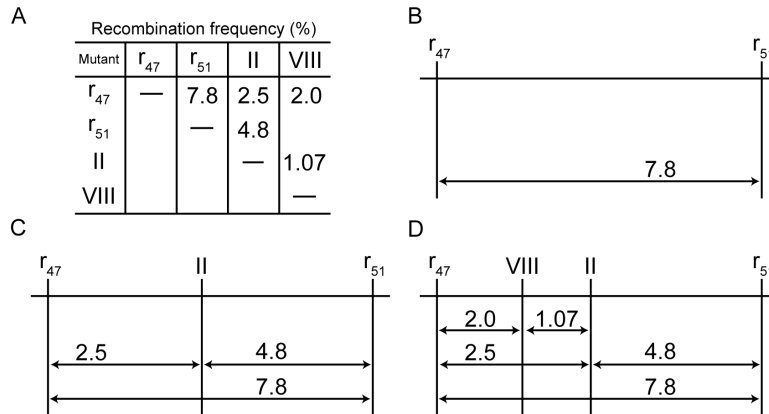 A
Recombination frequency (%)
Mutant r47 r51 II VIII
r47 — 7.8 2.5 2.0
r51 — 4.8
II — 1.07
VIII —
B
r47 r5
7.8
C
r47 II r51
2.5 4.8
7.8
D
r47 VIII II r5
2.0 1.07
2.5 4.8
7.8